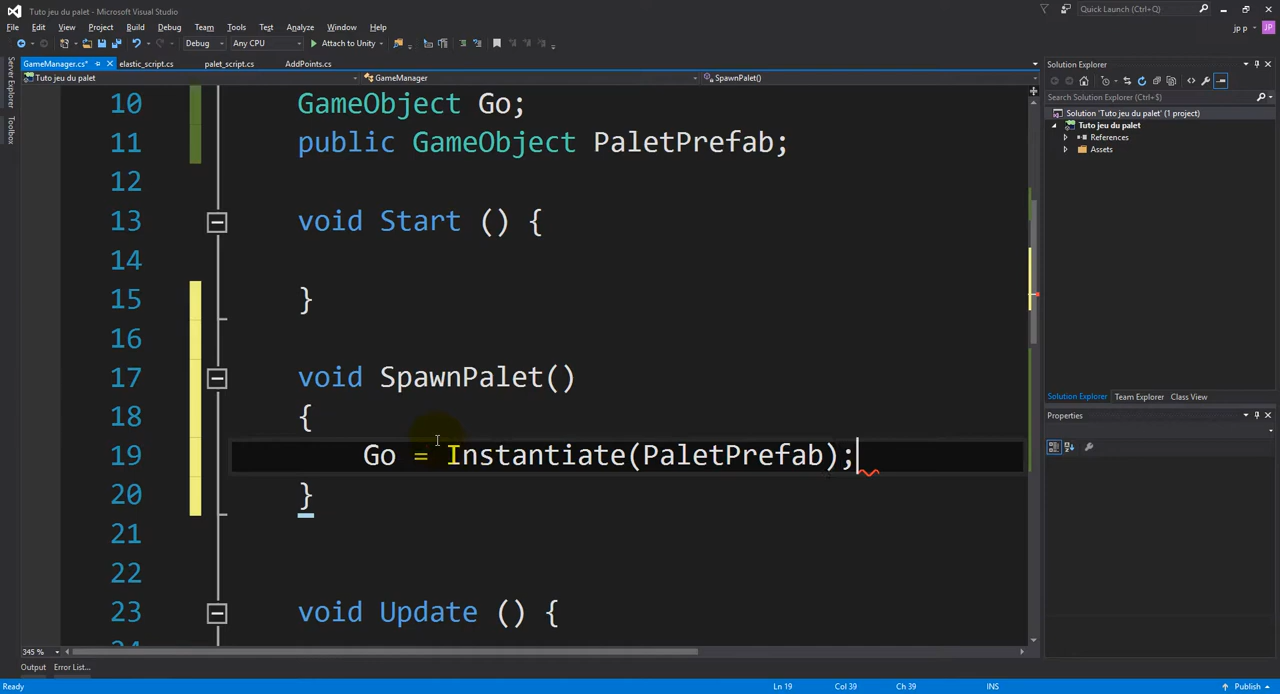 Tuto jeu du palet - Microsoft Visual Studio
Quick Launch (Ctrl+Q)
File Edit View Project Build Debug Team Tools Test Analyze Window Help
jp p
JP
Debug Any CPU Attach to Unity
Server Explorer
Toolbox
GameManager.cs* elastic_script.cs palet_script.cs AddPoints.cs
Tuto jeu du palet GameManager SpawnPalet()
10 GameObject Go;
11 public GameObject PaletPrefab;
12
13 void Start () {
14
15 }
16
17 void SpawnPalet()
18 {
19 Go = Instantiate(PaletPrefab);
20 }
21
22
23 void Update () {
345 %
Solution Explorer
Search Solution Explorer (Ctrl+$)
Solution 'Tuto jeu du palet' (1 project)
Tuto jeu du palet
References
Assets
Solution Explorer Team Explorer Class View
Properties
Output Error List...
Ready Ln 19 Col 39 Ch 39 INS Publish